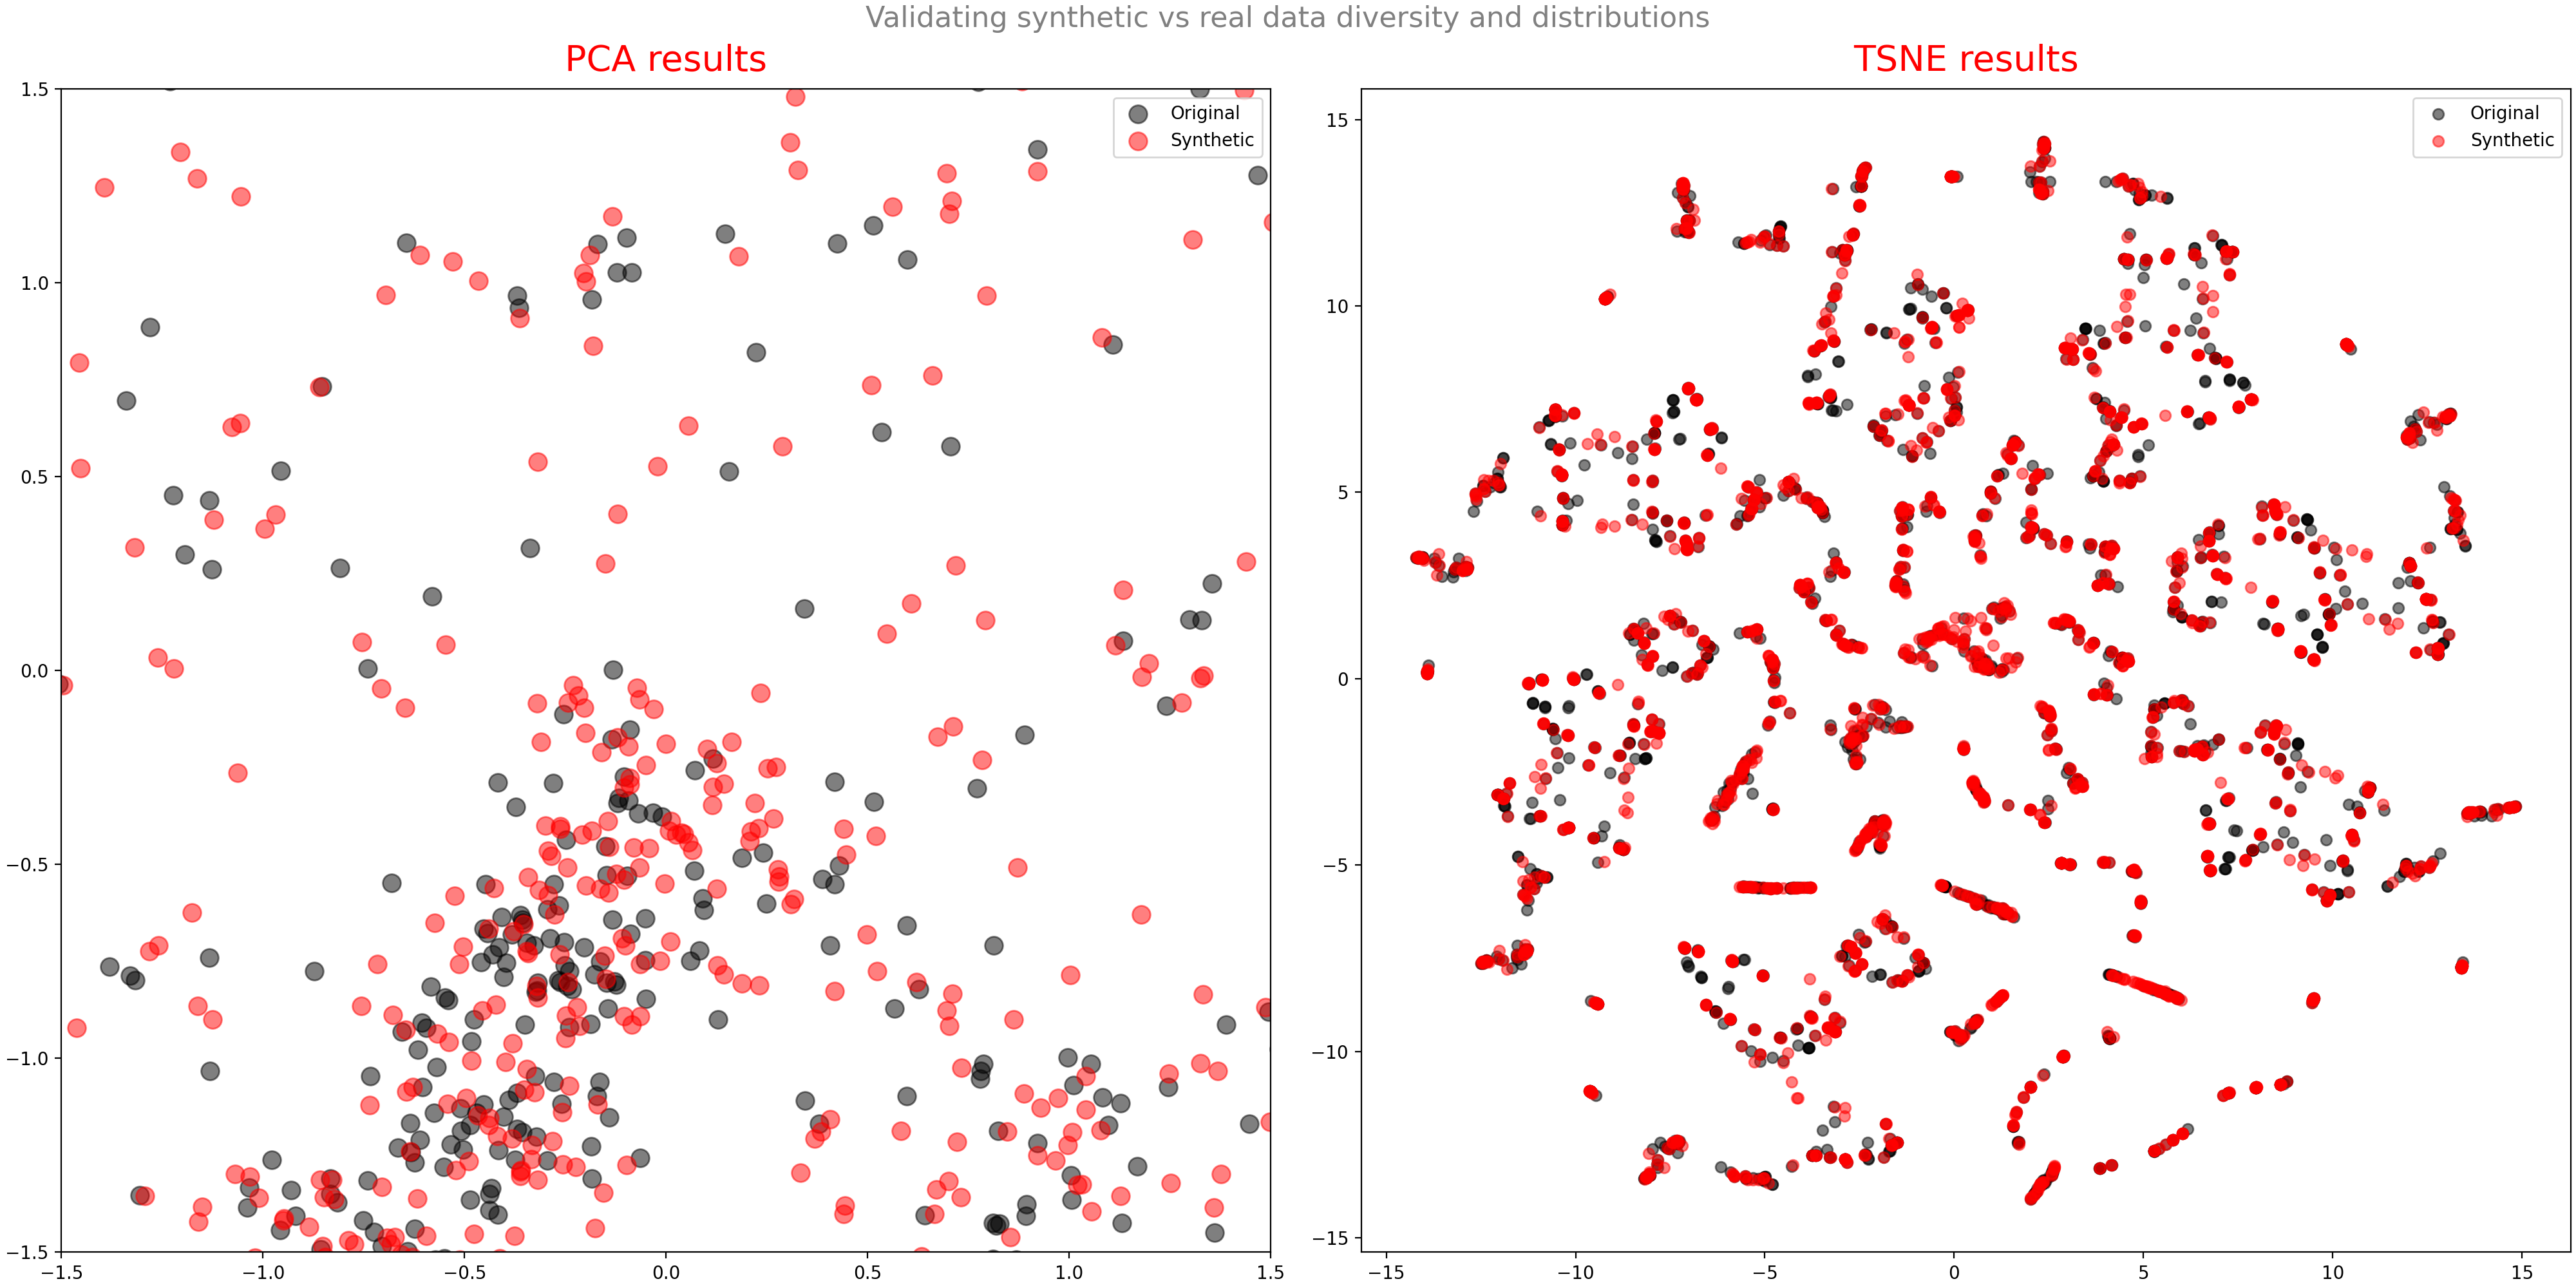 Validating synthetic vs real data diversity and distributions
PCA results
TSNE results
Original
Synthetic
1.5
1.0
0.5
0.0
−0.5
−1.0
−1.5
−1.5 −1.0 −0.5 0.0 0.5 1.0 1.5
Original
Synthetic
15
10
5
0
−5
−10
−15
−15 −10 −5 0 5 10 15